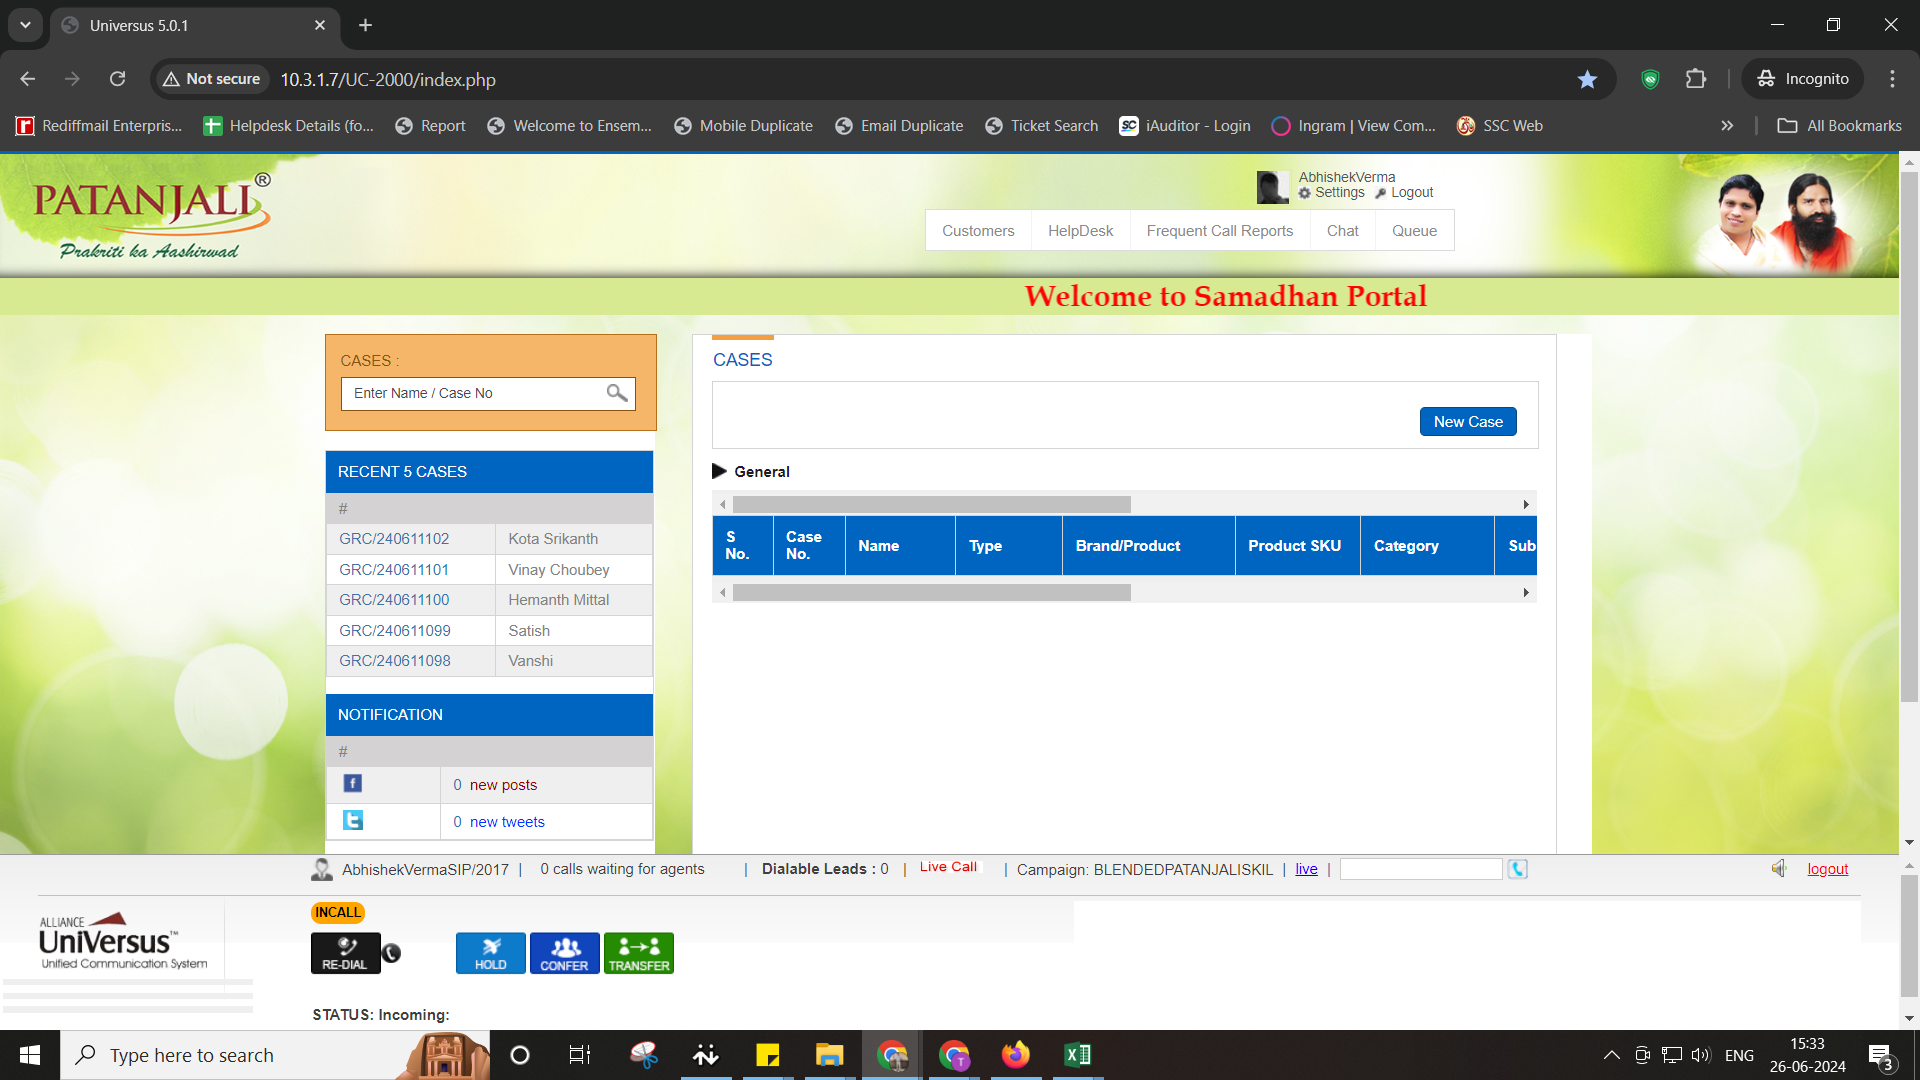 Universus 5.0.1
Not secure
10.3.1.7/UC-2000/index.php
Incognito
Rediffmail Enterpris...
Helpdesk Details (fo...
Report
Welcome to Ensem...
Mobile Duplicate
Email Duplicate
Ticket Search
iAuditor - Login
Ingram | View Com...
SSC Web
All Bookmarks
PATANJALI®
Prakriti ka Aashirwad
AbhishekVerma
Settings Logout
Customers HelpDesk Frequent Call Reports Chat Queue
Welcome to Samadhan Portal
CASES :
Enter Name / Case No
RECENT 5 CASES
#
GRC/240611102 Kota Srikanth
GRC/240611101 Vinay Choubey
GRC/240611100 Hemanth Mittal
GRC/240611099 Satish
GRC/240611098 Vanshi
NOTIFICATION
#
0 new posts
0 new tweets
CASES
New Case
General
S No. Case No. Name Type Brand/Product Product SKU Category Sub
AbhishekVermaSIP/2017 | 0 calls waiting for agents | Dialable Leads : 0 | Live Call | Campaign: BLENDEDPATANJALISKIL | live | logout
ALLIANCE
UniVersus™
Unified Communication System
INCALL
RE-DIAL HOLD CONFER TRANSFER
STATUS: Incoming:
Type here to search
ENG
15:33
26-06-2024
3